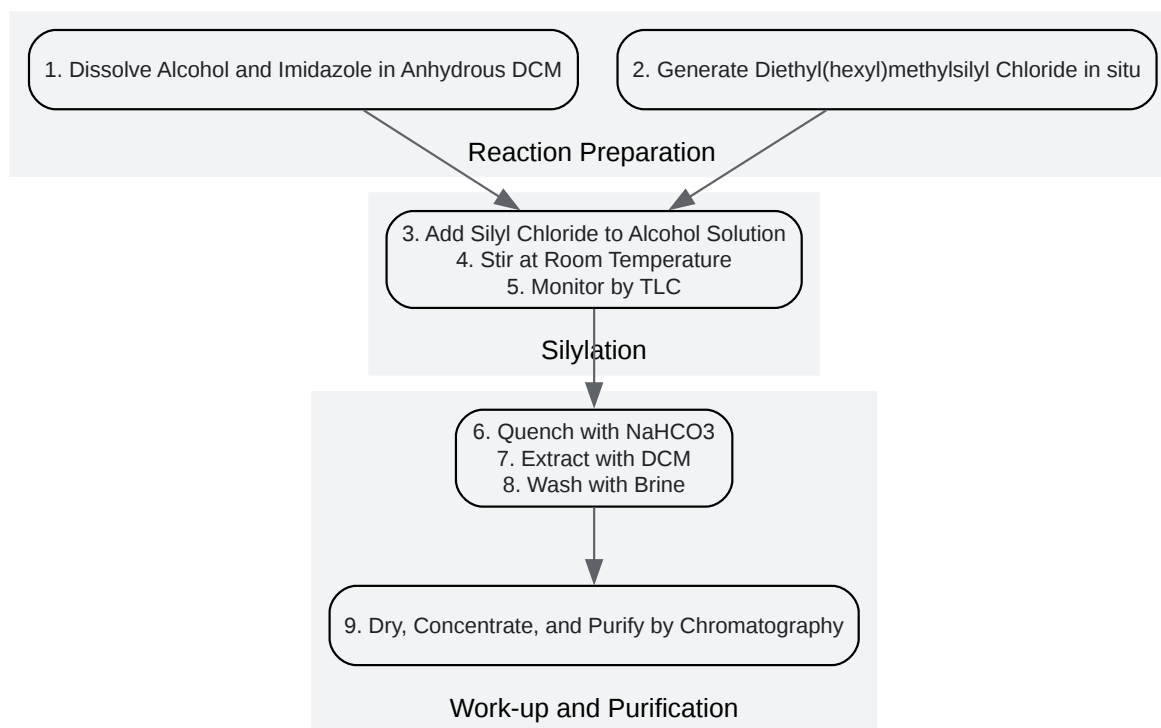 1. Dissolve Alcohol and Imidazole in Anhydrous DCM
2. Generate Diethyl(hexyl)methylsilyl Chloride in situ
Reaction Preparation
3. Add Silyl Chloride to Alcohol Solution
4. Stir at Room Temperature
5. Monitor by TLC
Silylation
6. Quench with NaHCO3
7. Extract with DCM
8. Wash with Brine
9. Dry, Concentrate, and Purify by Chromatography
Work-up and Purification